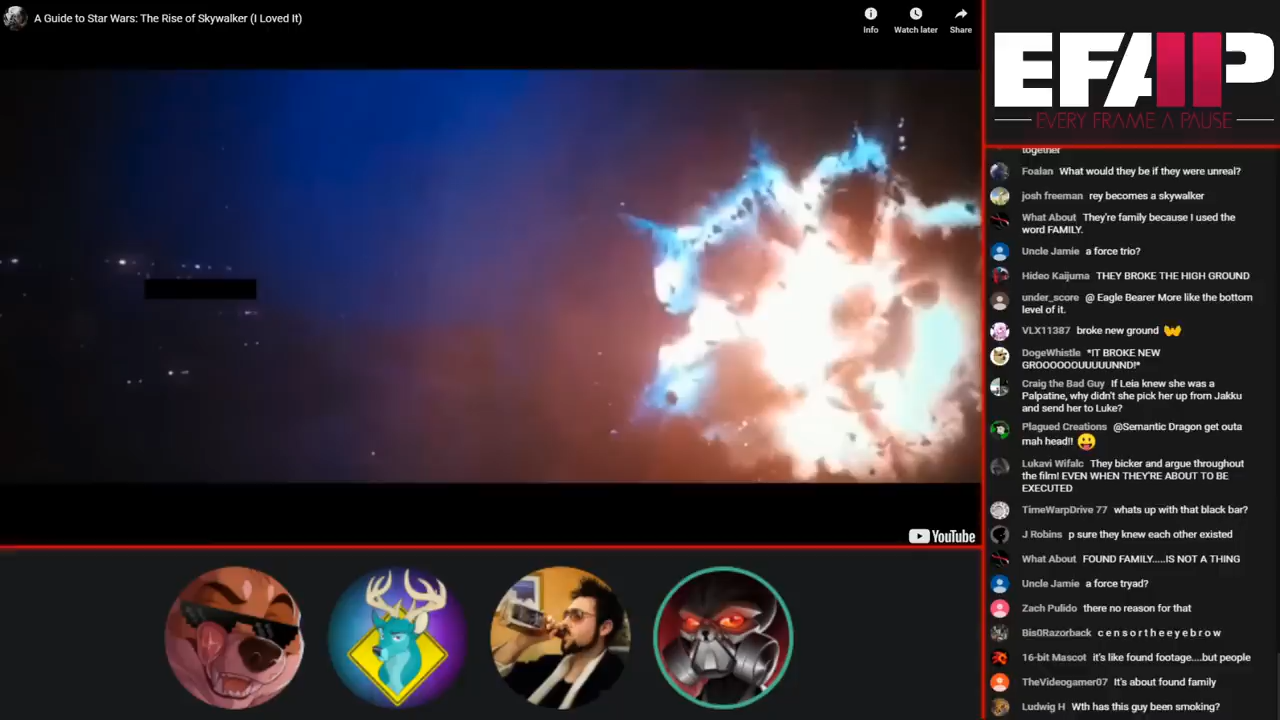 A Guide to Star Wars: The Rise of Skywalker (I Loved It)
Info
Watch later
Share
YouTube
EFAP
EVERY FRAME A PAUSE
together
Foalan What would they be if they were unreal?
josh freeman rey becomes a skywalker
What About They're family because I used the
word FAMILY.
Uncle Jamie a force trio?
Hideo Kaijuma THEY BROKE THE HIGH GROUND
under_score @ Eagle Bearer More like the bottom
level of it.
VLX11387 broke new ground
DogeWhistle *IT BROKE NEW
GROOOOOUUUUUNND!*
Craig the Bad Guy If Leia knew she was a
Palpatine, why didn't she pick her up from Jakku
and send her to Luke?
Plagued Creations @Semantic Dragon get outa
mah head!!
Lukavi Wifalc They bicker and argue throughout
the film! EVEN WHEN THEY'RE ABOUT TO BE
EXECUTED
TimeWarpDrive 77 whats up with that black bar?
J Robins p sure they knew each other existed
What About FOUND FAMILY.....IS NOT A THING
Uncle Jamie a force tryad?
Zach Pulido there no reason for that
Bis0Razorback c e n s o r t h e e y e b r o w
16-bit Mascot it's like found footage....but people
TheVideogamer07 It's about found family
Ludwig H Wth has this guy been smoking?